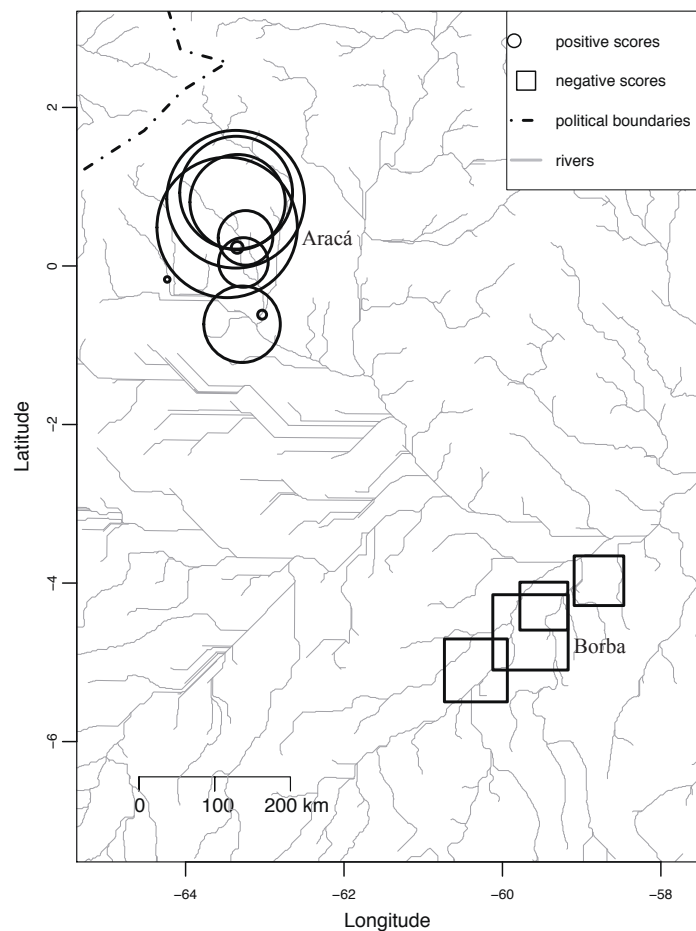 positive scores
negative scores
political boundaries
rivers
2
0
−2
−4
−6
Latitude
Aracá
Borba
0 100 200 km
−64 −62 −60 −58
Longitude